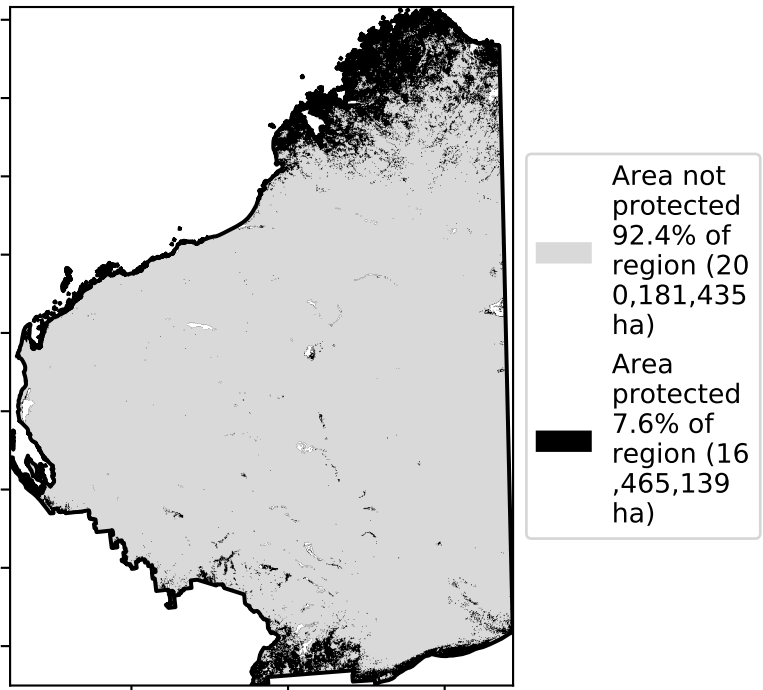 Area not
protected
92.4% of
region (20
0,181,435
ha)
Area
protected
7.6% of
region (16
,465,139
ha)